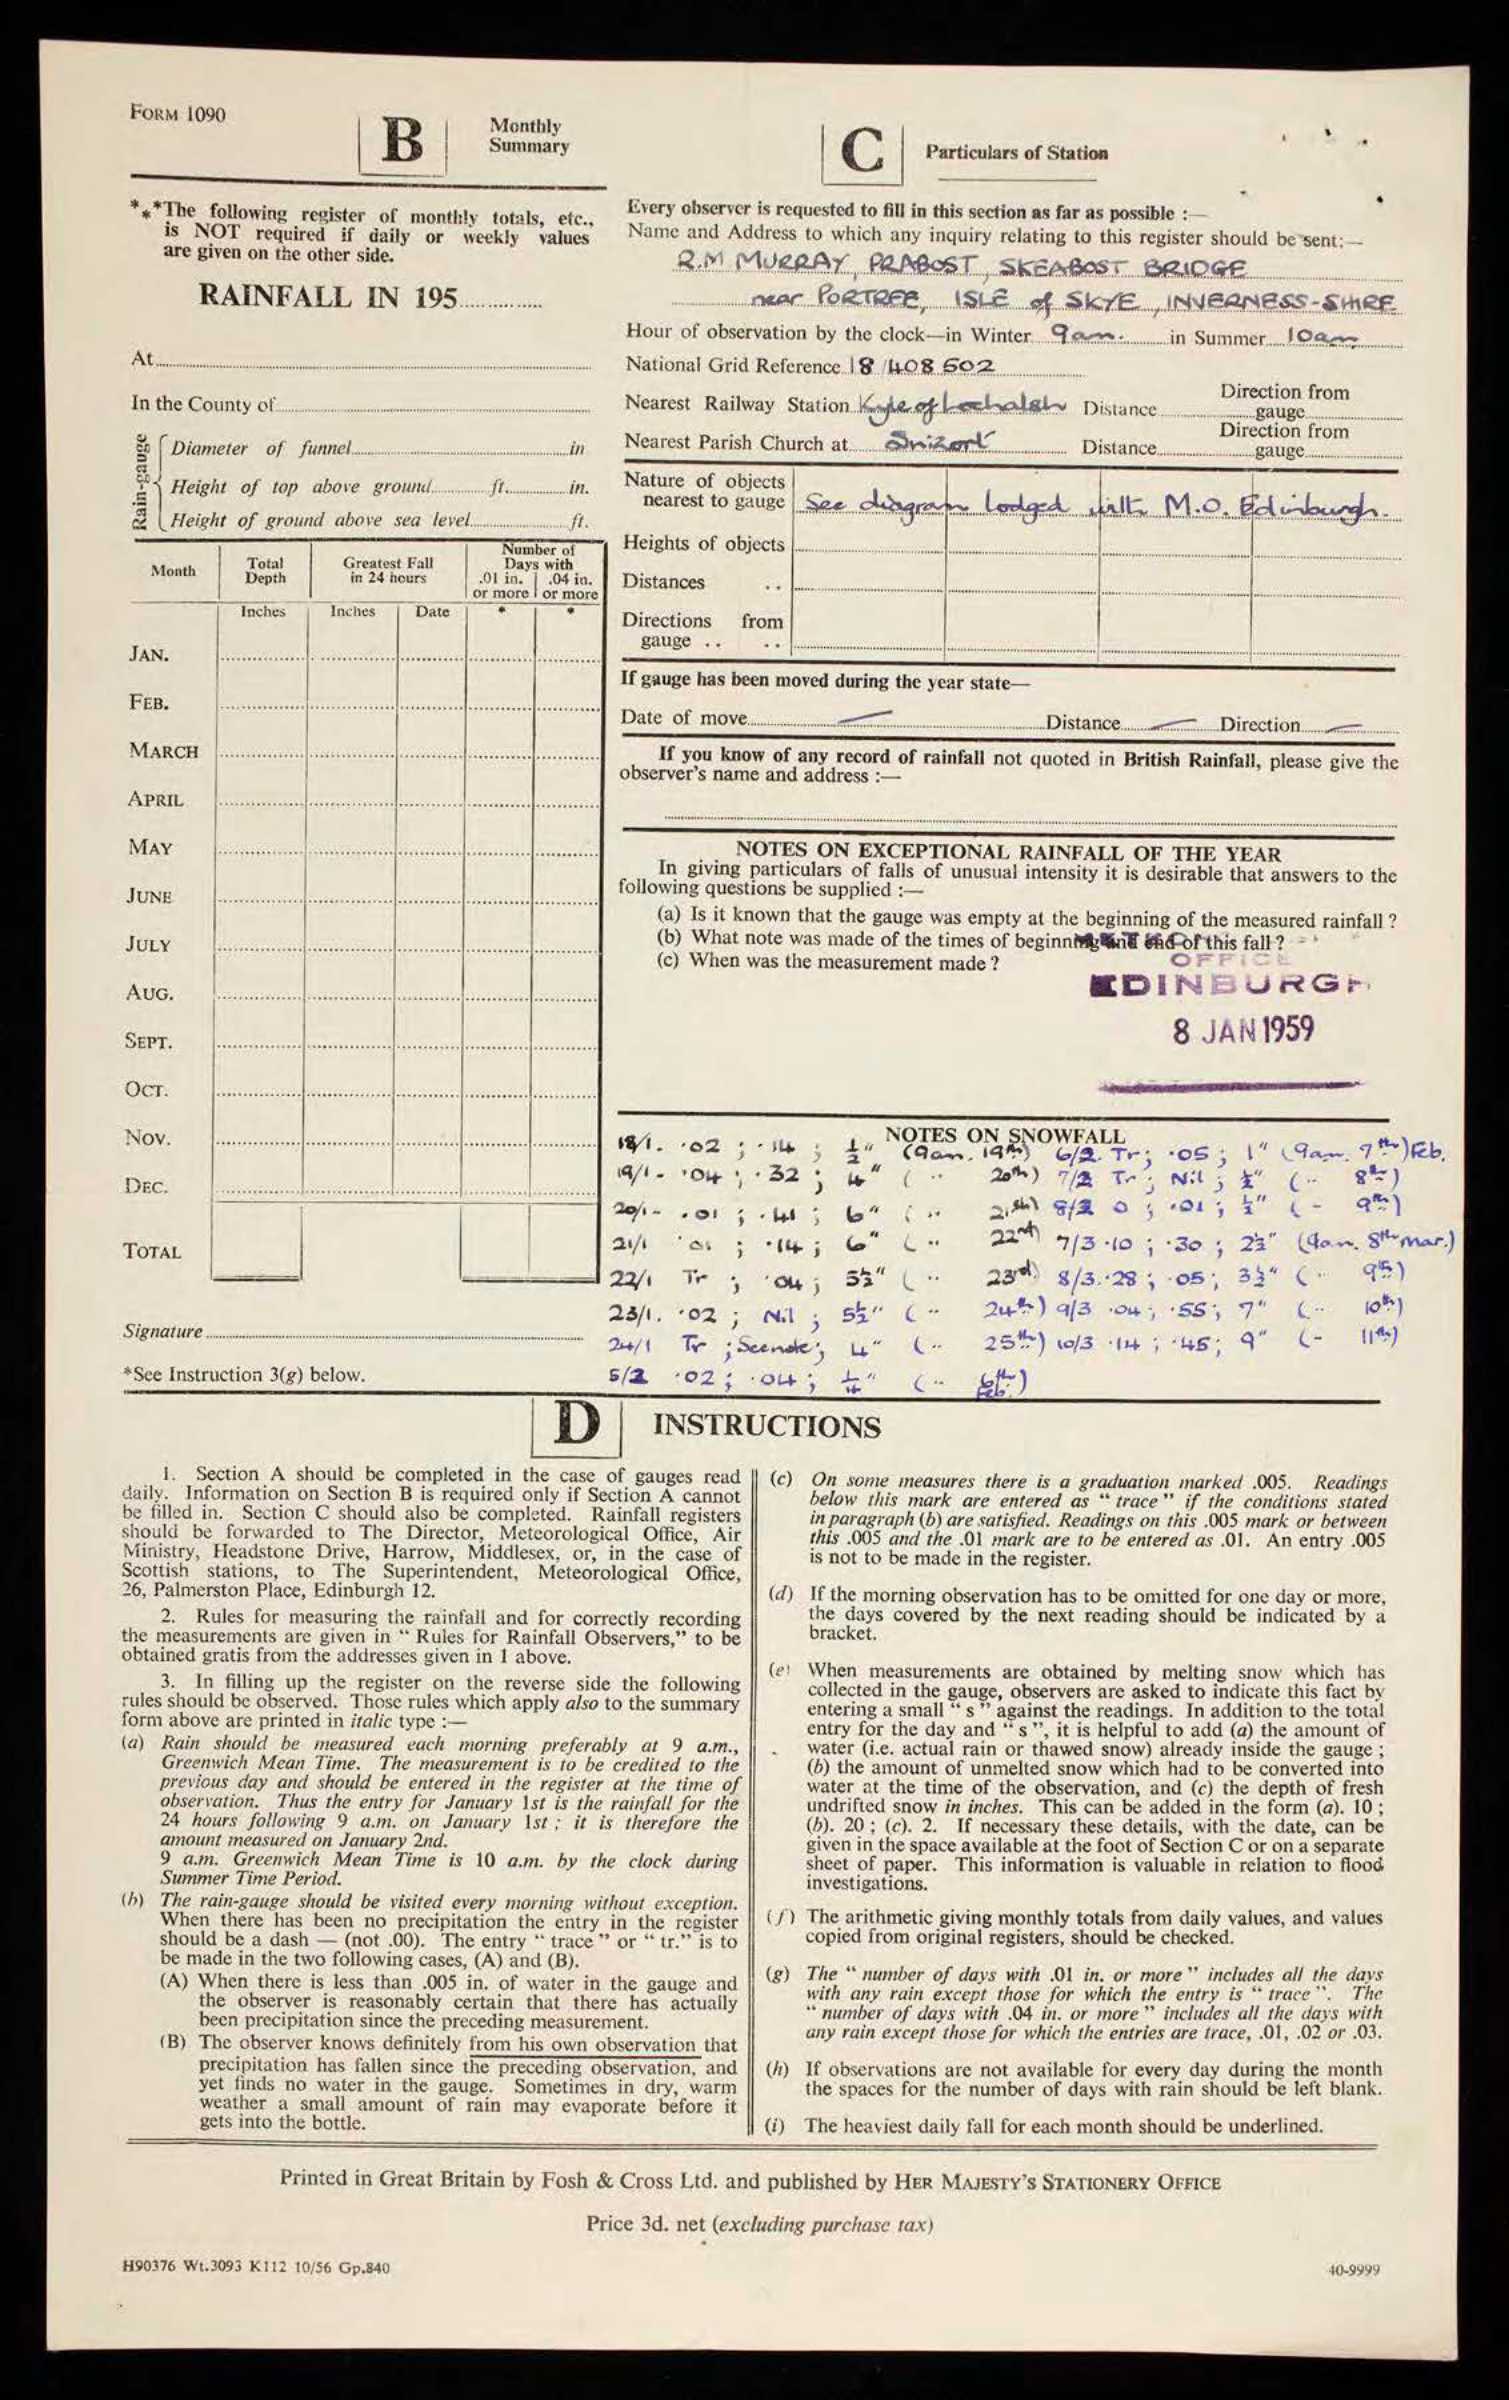 FORM 1090
B
Monthly
Summary
*⁎*The following register of monthly totals, etc.,
is NOT required if daily or weekly values
are given on the other side.
RAINFALL IN 195
At
In the County of
Rain-gauge
Diameter of funnel in
Height of top above ground ft. in.
Height of ground above sea level ft.
Month
Total Depth
Greatest Fall in 24 hours
Number of Days with
.01 in. or more
.04 in. or more
Inches Inches Date * *
JAN.
FEB.
MARCH
APRIL
MAY
JUNE
JULY
AUG.
SEPT.
OCT.
NOV.
DEC.
TOTAL
Signature
*See Instruction 3(g) below.
C
Particulars of Station
Every observer is requested to fill in this section as far as possible :—
Name and Address to which any inquiry relating to this register should be sent:—
R.M MURRAY, PRABOST, SKEABOST BRIDGE
near PORTREE, ISLE of SKYE, INVERNESS-SHIRE
Hour of observation by the clock—in Winter 9am. in Summer 10am
National Grid Reference 18/408502
Nearest Railway Station Kyle of Lochalsh Distance Direction from gauge
Nearest Parish Church at Snizort Distance Direction from gauge
Nature of objects
nearest to gauge See diagram lodged with M.O. Edinburgh.
Heights of objects
Distances ..
Directions from
gauge .. ..
If gauge has been moved during the year state—
Date of move — Distance — Direction —
If you know of any record of rainfall not quoted in British Rainfall, please give the
observer's name and address :—
NOTES ON EXCEPTIONAL RAINFALL OF THE YEAR
In giving particulars of falls of unusual intensity it is desirable that answers to the
following questions be supplied :—
(a) Is it known that the gauge was empty at the beginning of the measured rainfall ?
(b) What note was made of the times of beginning and end of this fall ?
(c) When was the measurement made ?
OFFICE
EDINBURGH
8 JAN 1959
NOTES ON SNOWFALL
18/1. ·02 ; ·14 ; ½" (9am. 19th) 6/2. Tr; ·05 ; 1" (9am. 7th) Feb.
19/1 - ·04 ; ·32 ; 4" ( " 20th) 7/2 Tr ; Nil ; ½" ( " 8th)
20/1 - ·01 ; ·41 ; 6" ( " 21st) 8/2 0 ; ·01 ; ½" ( - 9th)
21/1 ·01 ; ·14 ; 6" ( " 22nd) 7/3 ·10 ; ·30 ; 2½" (9am. 8th Mar.)
22/1 Tr ; ·04 ; 5½" ( " 23rd) 8/3. ·28 ; ·05 ; 3½" ( " 9th)
23/1. ·02 ; Nil ; 5½" ( " 24th) 9/3 ·04 ; ·55 ; 7" ( " 10th)
24/1 Tr ; See note ; 4" ( " 25th) 10/3 ·14 ; ·45 ; 9" ( - 11th)
5/2 ·02 ; ·04 ; ¼" ( " 6th Feb.)
D
INSTRUCTIONS
1. Section A should be completed in the case of gauges read
daily. Information on Section B is required only if Section A cannot
be filled in. Section C should also be completed. Rainfall registers
should be forwarded to The Director, Meteorological Office, Air
Ministry, Headstone Drive, Harrow, Middlesex, or, in the case of
Scottish stations, to The Superintendent, Meteorological Office,
26, Palmerston Place, Edinburgh 12.
2. Rules for measuring the rainfall and for correctly recording
the measurements are given in " Rules for Rainfall Observers," to be
obtained gratis from the addresses given in 1 above.
3. In filling up the register on the reverse side the following
rules should be observed. Those rules which apply also to the summary
form above are printed in italic type :—
(a) Rain should be measured each morning preferably at 9 a.m.,
Greenwich Mean Time. The measurement is to be credited to the
previous day and should be entered in the register at the time of
observation. Thus the entry for January 1st is the rainfall for the
24 hours following 9 a.m. on January 1st ; it is therefore the
amount measured on January 2nd.
9 a.m. Greenwich Mean Time is 10 a.m. by the clock during
Summer Time Period.
(b) The rain-gauge should be visited every morning without exception.
When there has been no precipitation the entry in the register
should be a dash — (not .00). The entry " trace " or " tr." is to
be made in the two following cases, (A) and (B).
(A) When there is less than .005 in. of water in the gauge and
the observer is reasonably certain that there has actually
been precipitation since the preceding measurement.
(B) The observer knows definitely from his own observation that
precipitation has fallen since the preceding observation, and
yet finds no water in the gauge. Sometimes in dry, warm
weather a small amount of rain may evaporate before it
gets into the bottle.
(c) On some measures there is a graduation marked .005. Readings
below this mark are entered as " trace " if the conditions stated
in paragraph (b) are satisfied. Readings on this .005 mark or between
this .005 and the .01 mark are to be entered as .01. An entry .005
is not to be made in the register.
(d) If the morning observation has to be omitted for one day or more,
the days covered by the next reading should be indicated by a
bracket.
(e) When measurements are obtained by melting snow which has
collected in the gauge, observers are asked to indicate this fact by
entering a small " s " against the readings. In addition to the total
entry for the day and " s ", it is helpful to add (a) the amount of
water (i.e. actual rain or thawed snow) already inside the gauge ;
(b) the amount of unmelted snow which had to be converted into
water at the time of the observation, and (c) the depth of fresh
undrifted snow in inches. This can be added in the form (a). 10 ;
(b). 20 ; (c). 2. If necessary these details, with the date, can be
given in the space available at the foot of Section C or on a separate
sheet of paper. This information is valuable in relation to flood
investigations.
(f) The arithmetic giving monthly totals from daily values, and values
copied from original registers, should be checked.
(g) The " number of days with .01 in. or more " includes all the days
with any rain except those for which the entry is " trace ". The
" number of days with .04 in. or more " includes all the days with
any rain except those for which the entries are trace, .01, .02 or .03.
(h) If observations are not available for every day during the month
the spaces for the number of days with rain should be left blank.
(i) The heaviest daily fall for each month should be underlined.
Printed in Great Britain by Fosh & Cross Ltd. and published by HER MAJESTY'S STATIONERY OFFICE
Price 3d. net (excluding purchase tax)
H90376 Wt.3093 K112 10/56 Gp.840
40-9999